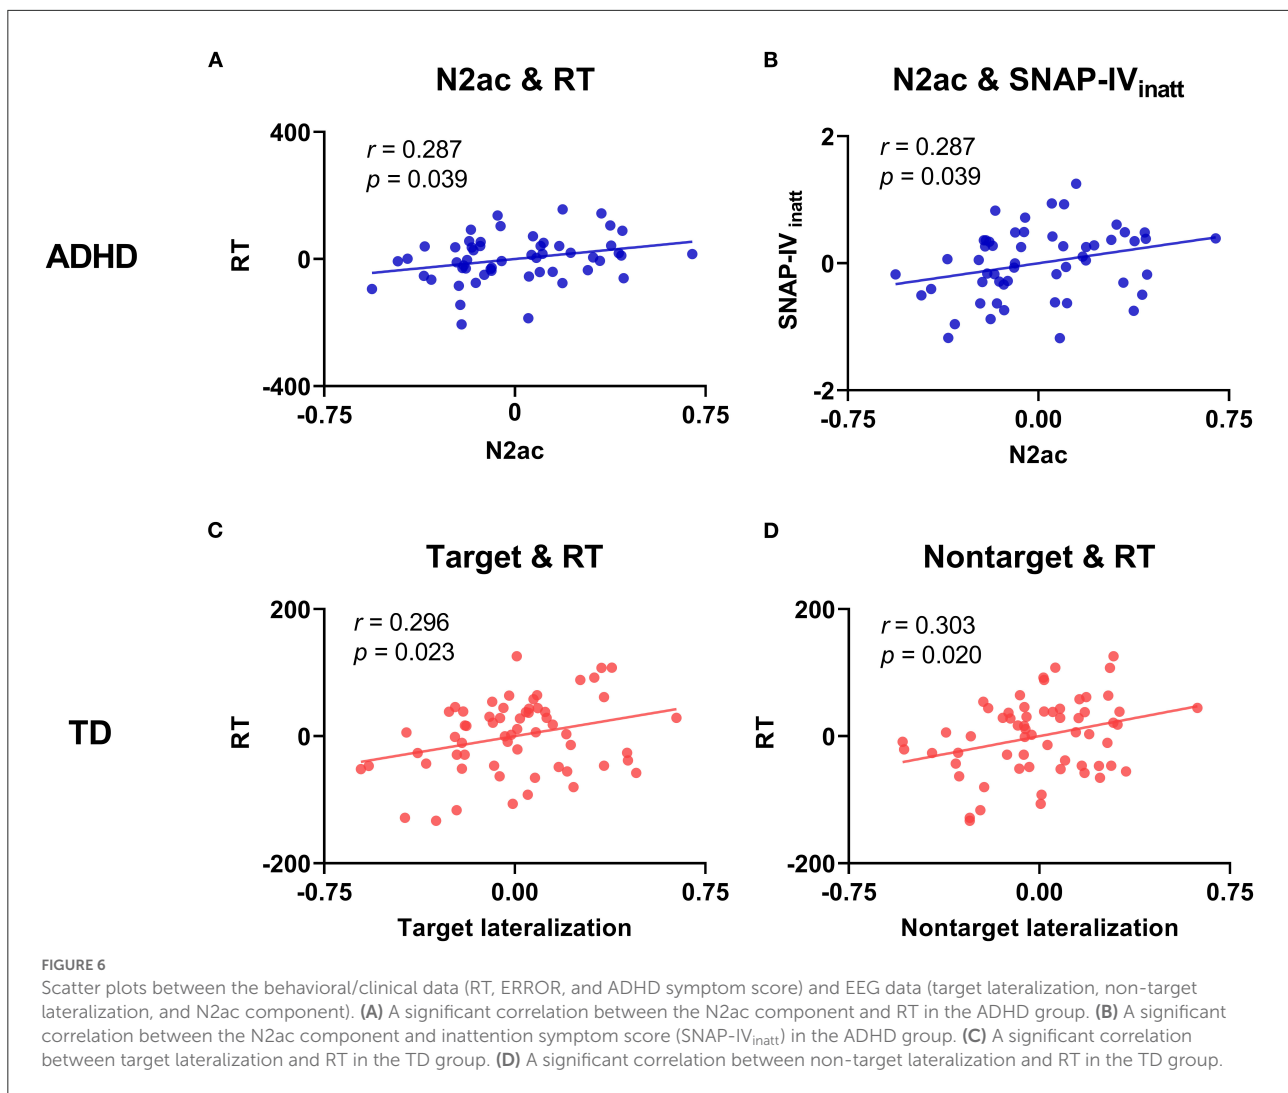 A
N2ac & RT
r = 0.287
p = 0.039
400
0
-400
-0.75
0
0.75
RT
N2ac
B
N2ac & SNAP-IVinatt
r = 0.287
p = 0.039
2
0
-2
-0.75
0.00
0.75
SNAP-IV inatt
N2ac
ADHD
C
Target & RT
r = 0.296
p = 0.023
200
0
-200
-0.75
0.00
0.75
RT
Target lateralization
D
Nontarget & RT
r = 0.303
p = 0.020
200
0
-200
-0.75
0.00
0.75
RT
Nontarget lateralization
TD
FIGURE 6
Scatter plots between the behavioral/clinical data (RT, ERROR, and ADHD symptom score) and EEG data (target lateralization, non-target
lateralization, and N2ac component). (A) A significant correlation between the N2ac component and RT in the ADHD group. (B) A significant
correlation between the N2ac component and inattention symptom score (SNAP-IVinatt) in the ADHD group. (C) A significant correlation
between target lateralization and RT in the TD group. (D) A significant correlation between non-target lateralization and RT in the TD group.